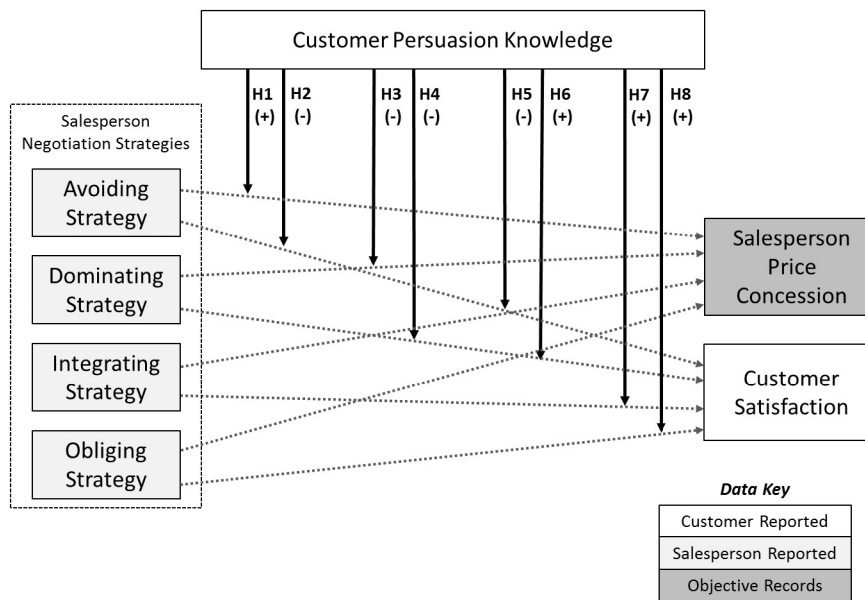 Customer Persuasion Knowledge
H1
(+)
H2
(-)
H3
(-)
H4
(-)
H5
(-)
H6
(+)
H7
(+)
H8
(+)
Salesperson
Negotiation Strategies
Avoiding
Strategy
Dominating
Strategy
Integrating
Strategy
Obliging
Strategy
Salesperson
Price
Concession
Customer
Satisfaction
Data Key
Customer Reported
Salesperson Reported
Objective Records